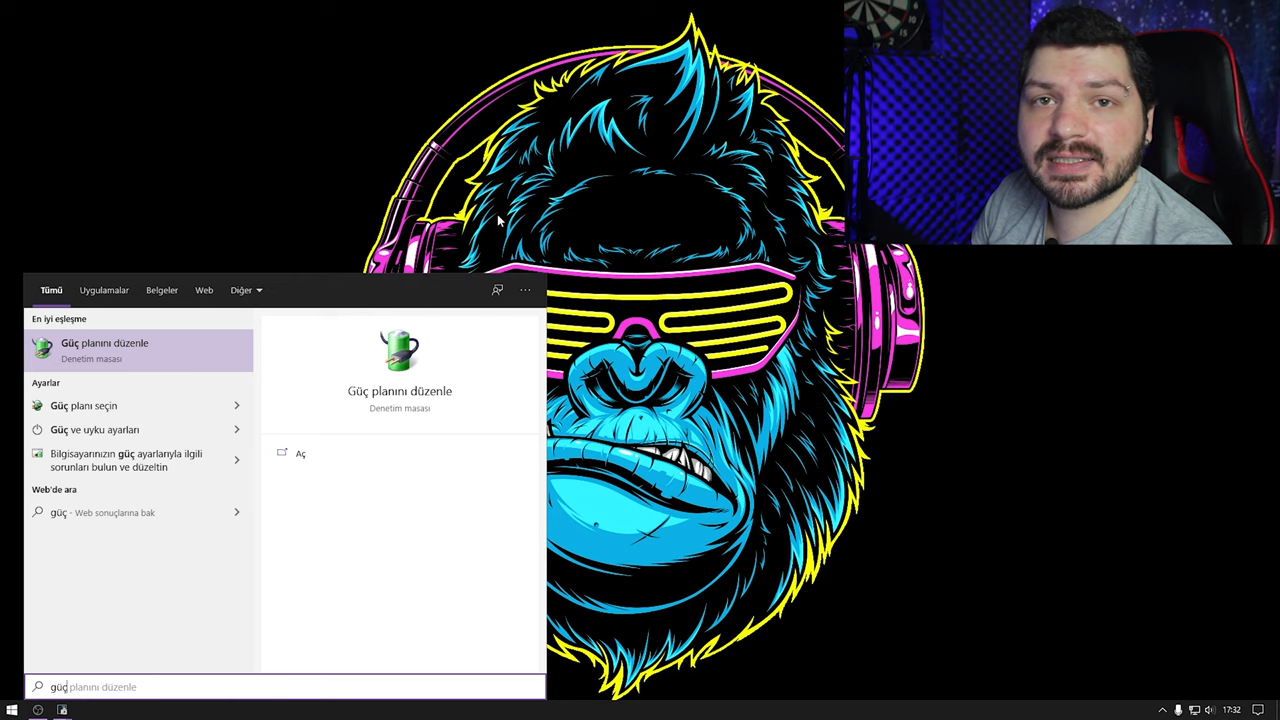 Tümü Uygulamalar Belgeler Web Diğer
En iyi eşleşme
Güç planını düzenle
Denetim masası
Ayarlar
Güç planı seçin
Güç ve uyku ayarları
Bilgisayarınızın güç ayarlarıyla ilgili
sorunları bulun ve düzeltin
Web'de ara
güç - Web sonuçlarına bak
Güç planını düzenle
Denetim masası
Aç
güç planını düzenle
17:32